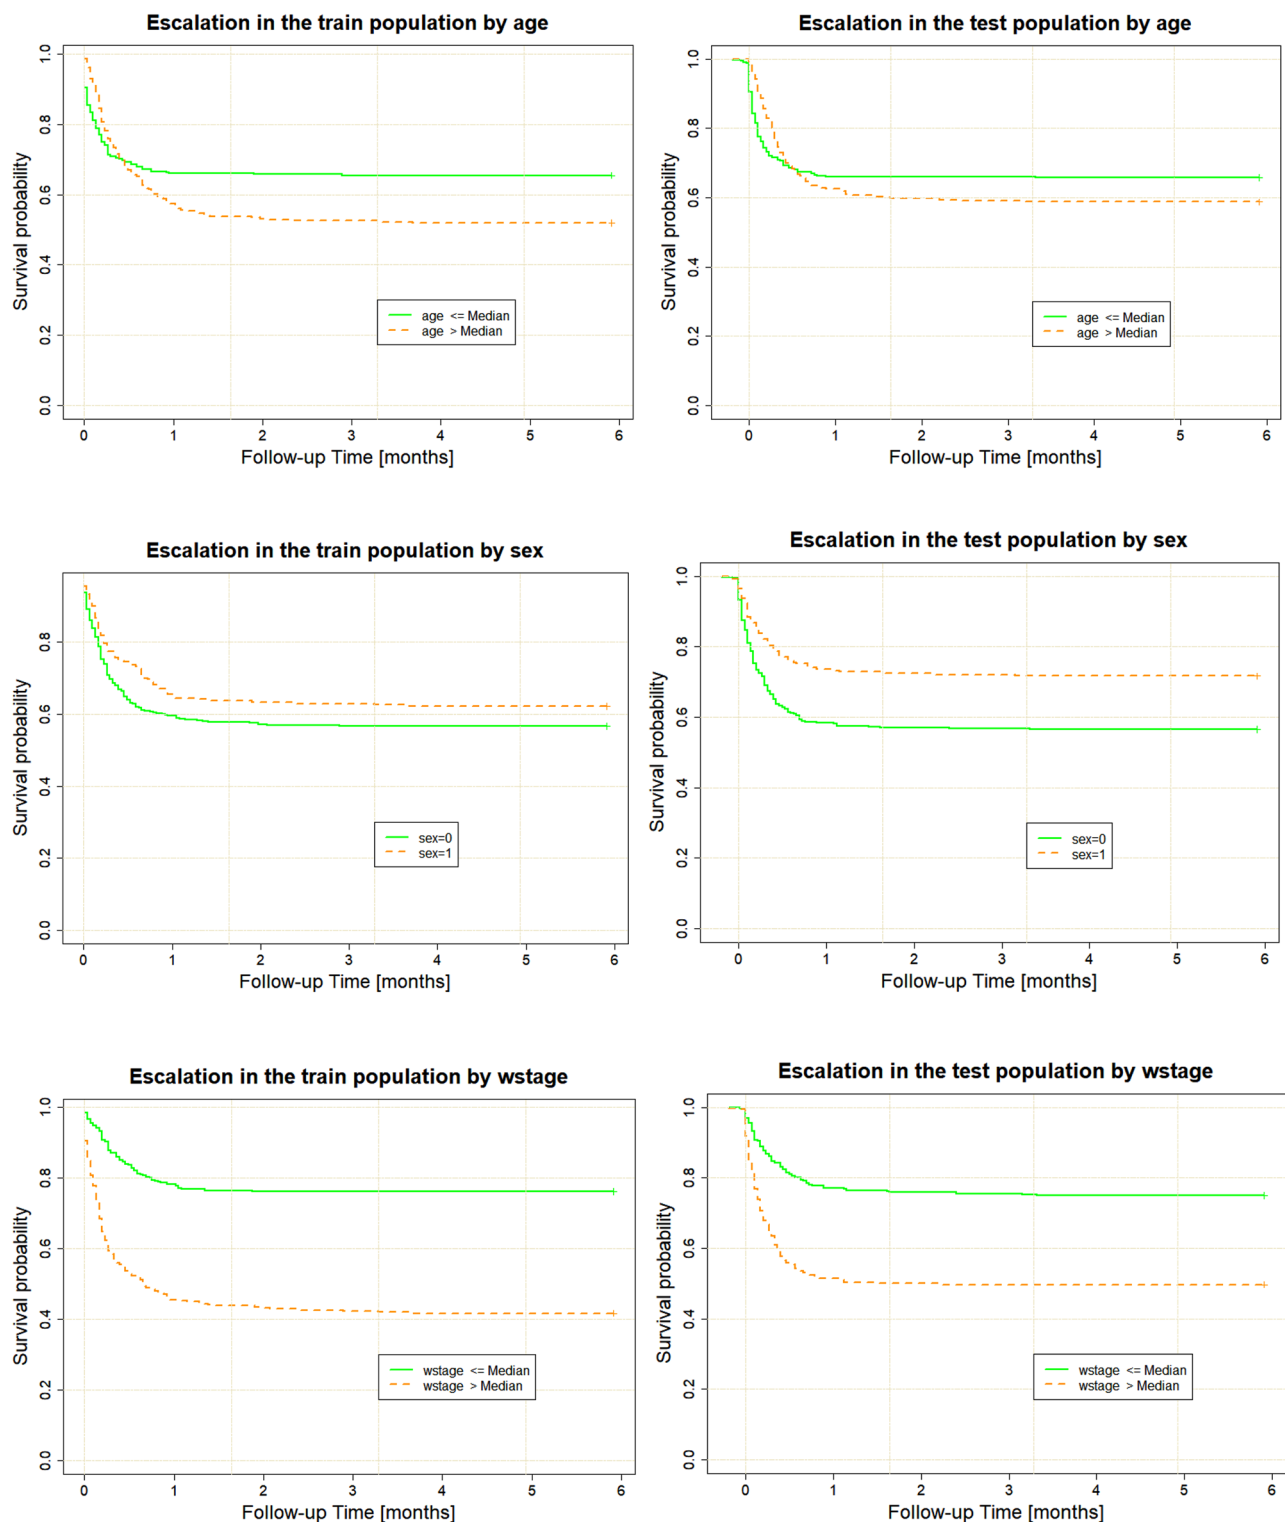 Escalation in the train population by age
Survival probability
1.0
0.8
0.6
0.4
0.2
0.0
age <= Median
age > Median
0 1 2 3 4 5 6
Follow-up Time [months]
Escalation in the test population by age
Survival probability
1.0
0.8
0.6
0.4
0.2
0.0
age <= Median
age > Median
0 1 2 3 4 5 6
Follow-up Time [months]
Escalation in the train population by sex
Survival probability
0.8
0.6
0.4
0.2
0.0
sex=0
sex=1
0 1 2 3 4 5 6
Follow-up Time [months]
Escalation in the test population by sex
Survival probability
1.0
0.8
0.6
0.4
0.2
0.0
sex=0
sex=1
0 1 2 3 4 5 6
Follow-up Time [months]
Escalation in the train population by wstage
Survival probability
1.0
0.8
0.6
0.4
0.2
0.0
wstage <= Median
wstage > Median
0 1 2 3 4 5 6
Follow-up Time [months]
Escalation in the test population by wstage
Survival probability
1.0
0.8
0.6
0.4
0.2
0.0
wstage <= Median
wstage > Median
0 1 2 3 4 5 6
Follow-up Time [months]